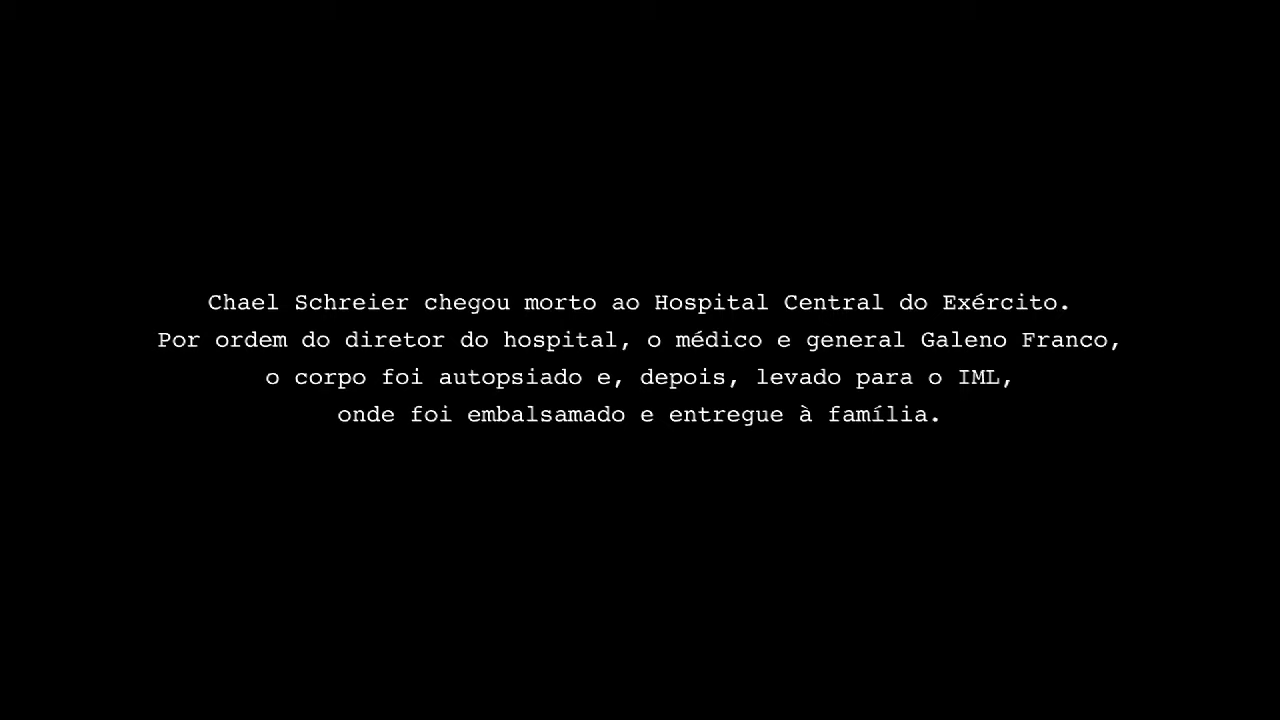 Chael Schreier chegou morto ao Hospital Central do Exército.
Por ordem do diretor do hospital, o médico e general Galeno Franco,
o corpo foi autopsiado e, depois, levado para o IML,
onde foi embalsamado e entregue à família.